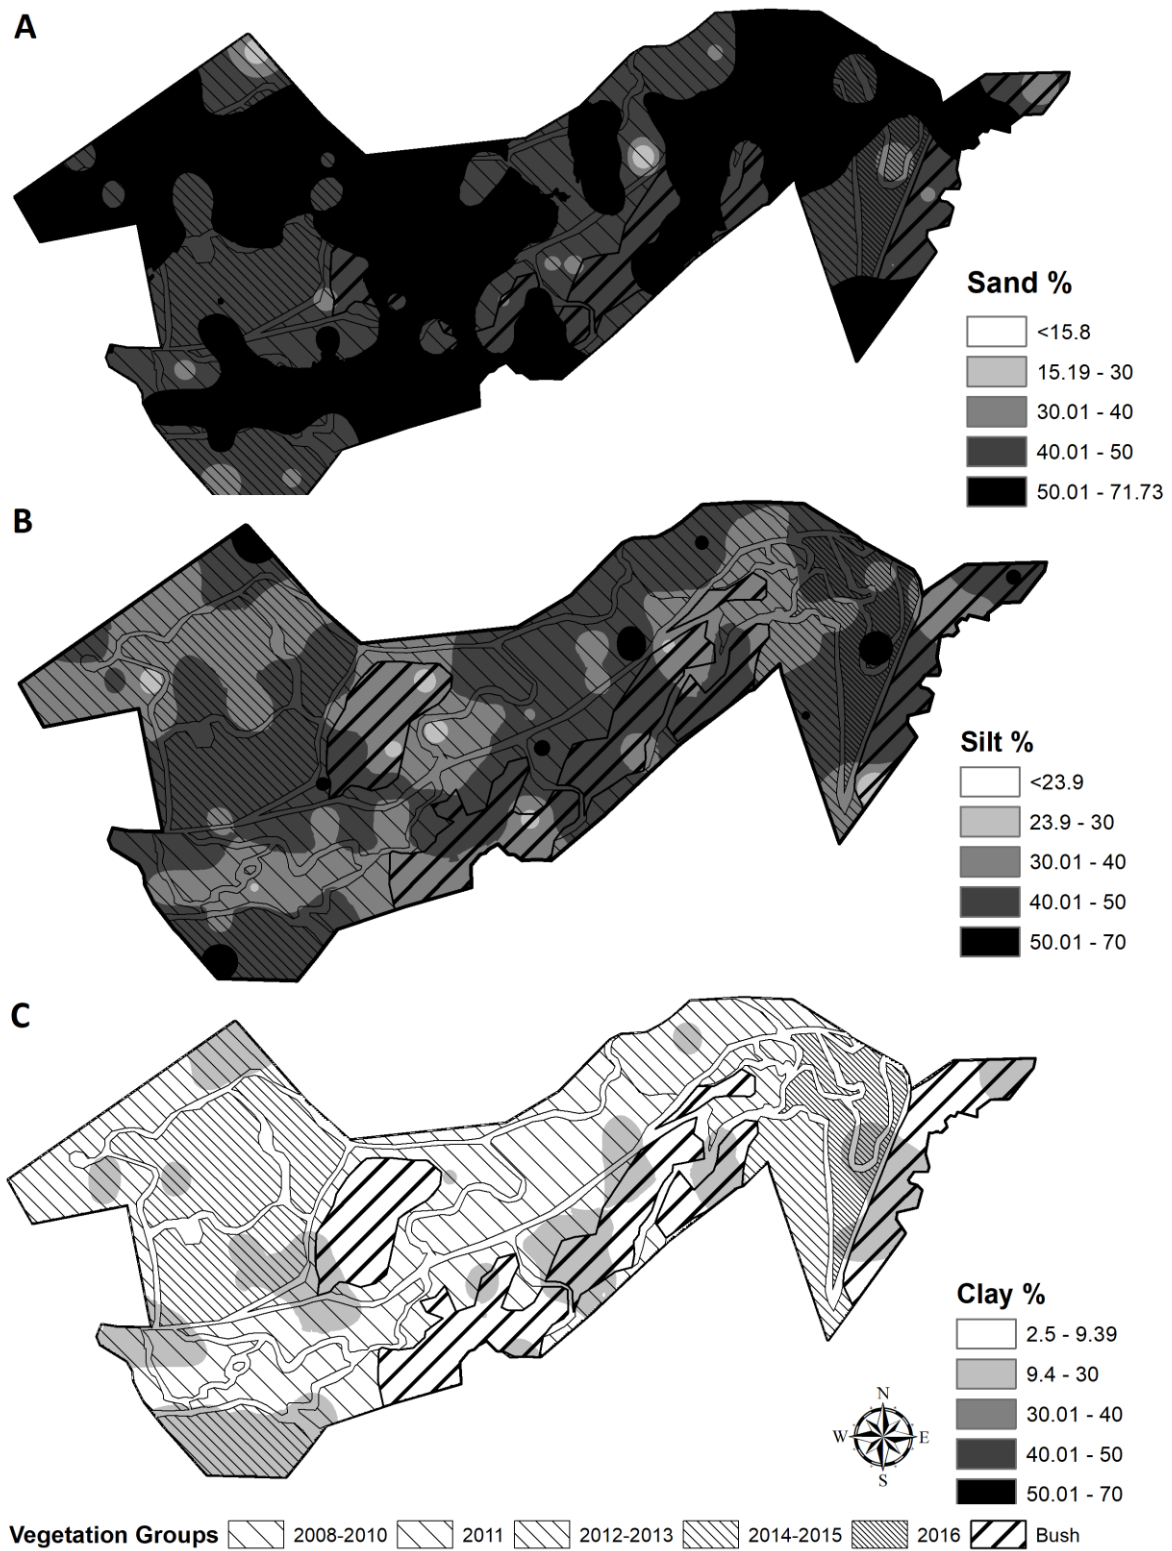 A
Sand %
<15.8
15.19 - 30
30.01 - 40
40.01 - 50
50.01 - 71.73
B
Silt %
<23.9
23.9 - 30
30.01 - 40
40.01 - 50
50.01 - 70
C
Clay %
2.5 - 9.39
9.4 - 30
30.01 - 40
40.01 - 50
50.01 - 70
N
W E
S
Vegetation Groups 2008-2010 2011 2012-2013 2014-2015 2016 Bush